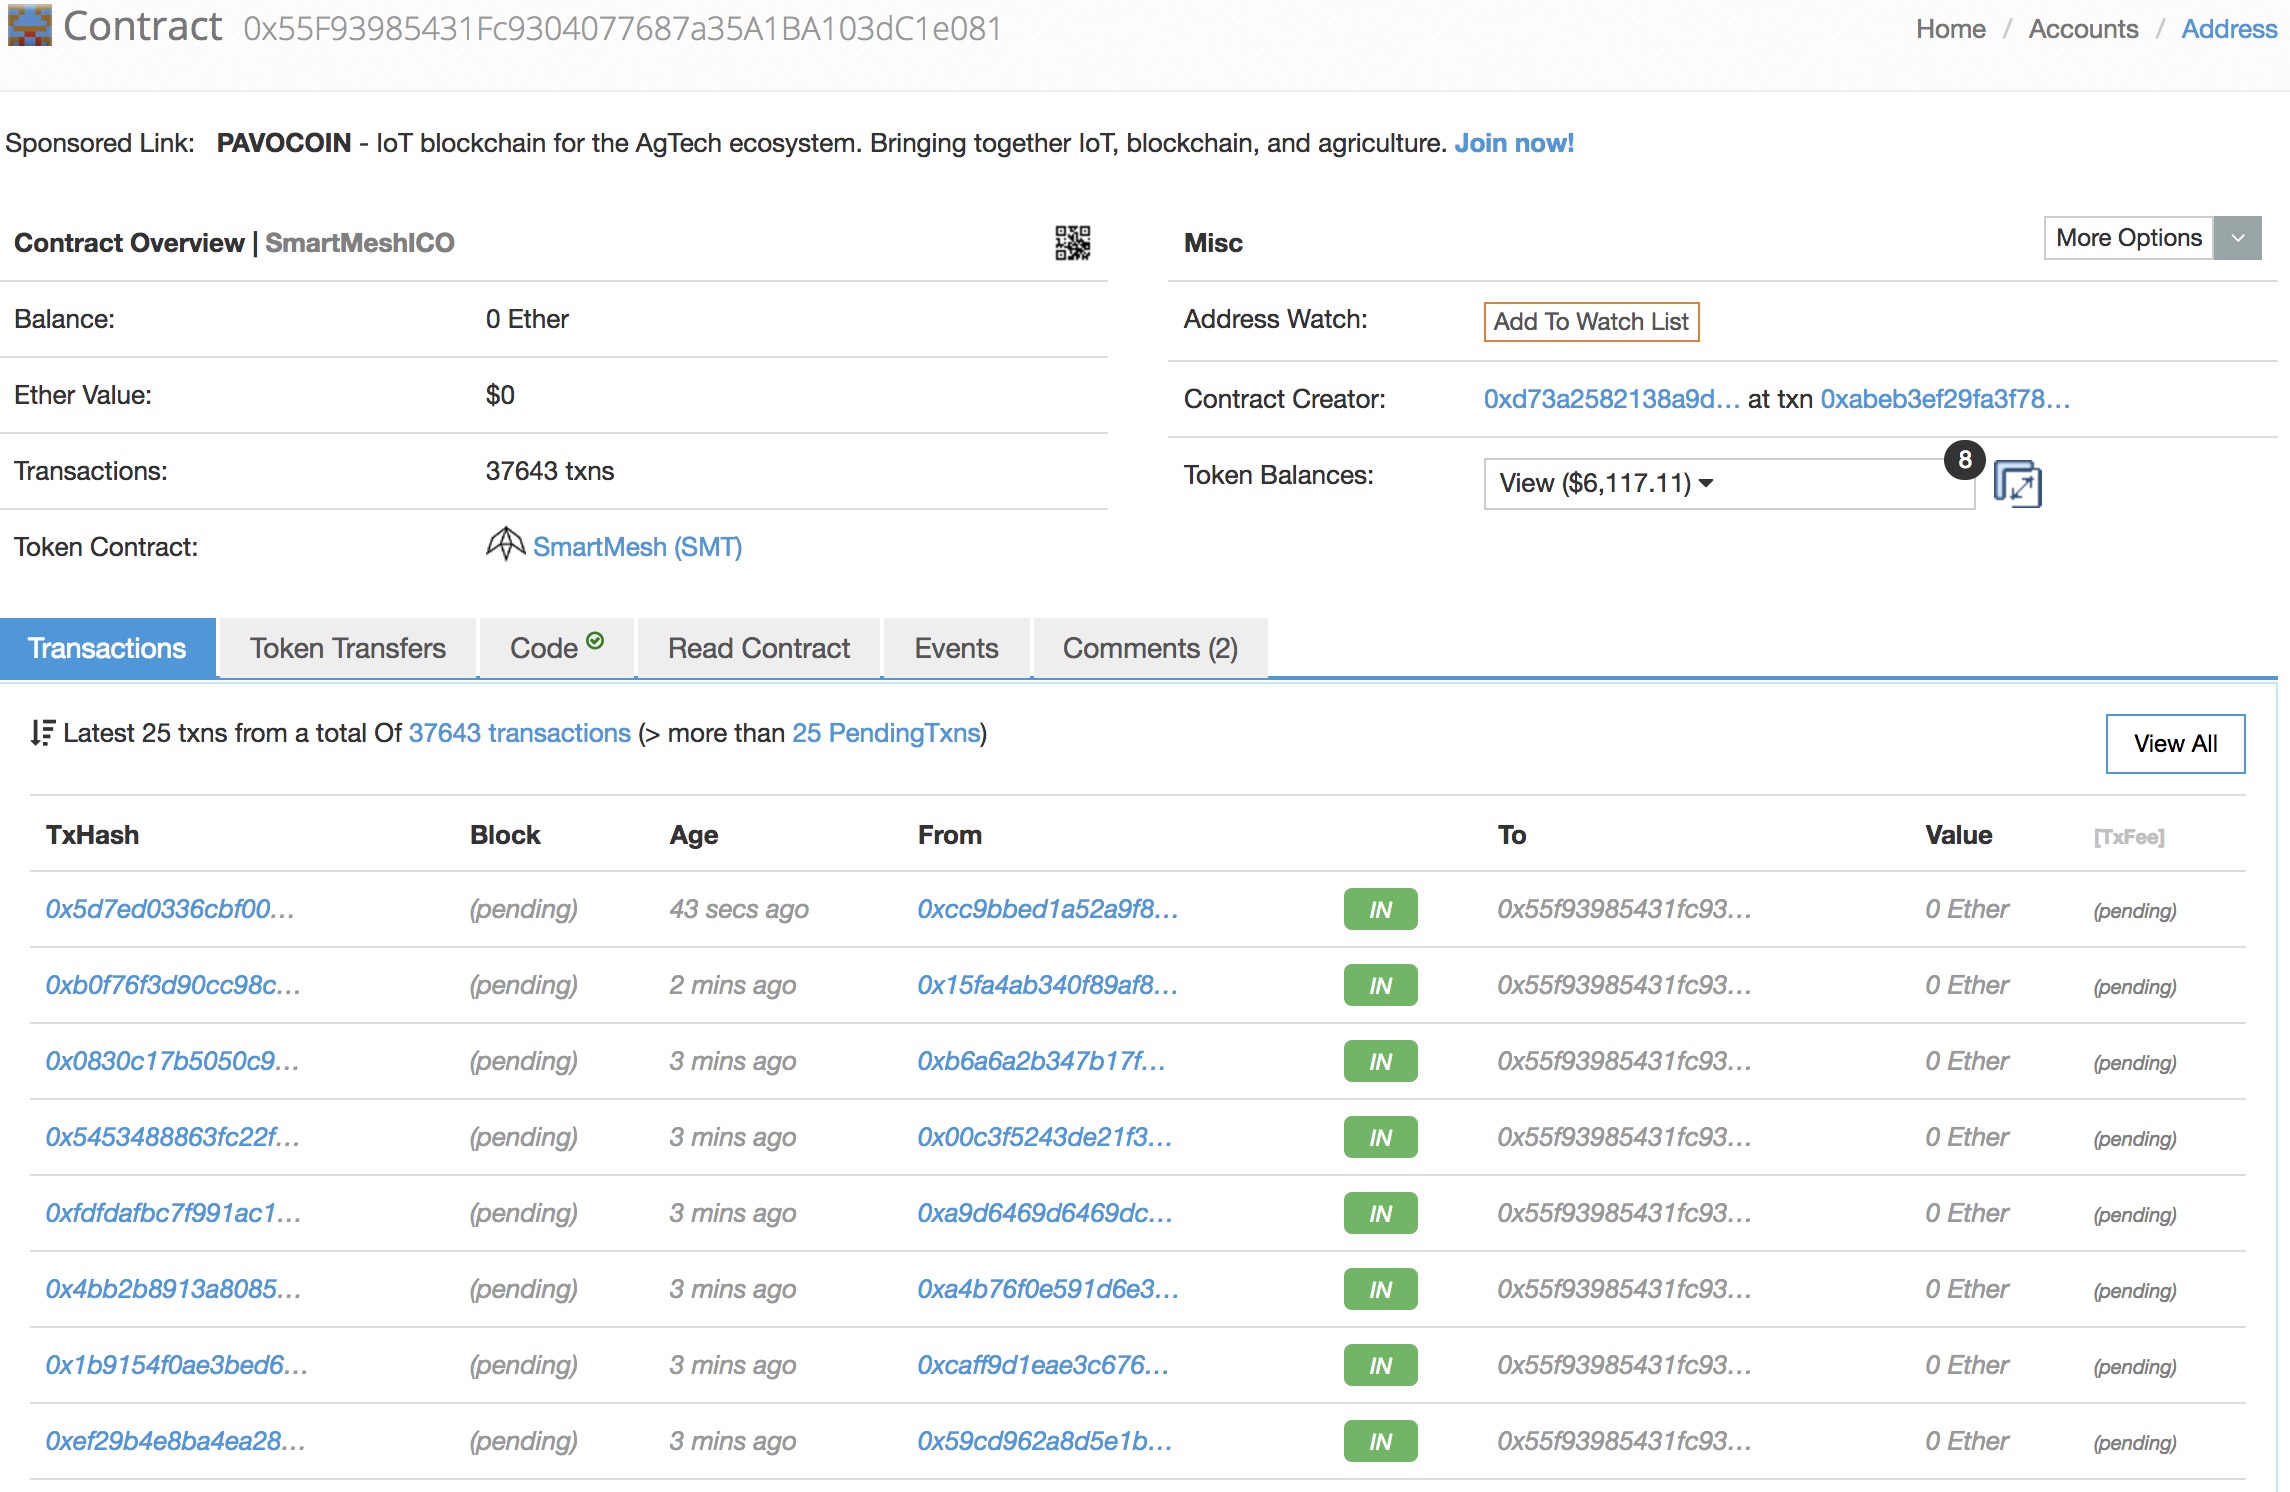 Contract 0x55F93985431Fc9304077687a35A1BA103dC1e081
Home / Accounts / Address
Sponsored Link: PAVOCOIN - IoT blockchain for the AgTech ecosystem. Bringing together IoT, blockchain, and agriculture. Join now!
Contract Overview | SmartMeshICO
Balance: 0 Ether
Ether Value: $0
Transactions: 37643 txns
Token Contract: SmartMesh (SMT)
Misc
More Options
Address Watch: Add To Watch List
Contract Creator: 0xd73a2582138a9d... at txn 0xabeb3ef29fa3f78...
Token Balances: View ($6,117.11) 8
Transactions Token Transfers Code Read Contract Events Comments (2)
Latest 25 txns from a total Of 37643 transactions (> more than 25 PendingTxns)
View All
TxHash Block Age From To Value [TxFee]
0x5d7ed0336cbf00... (pending) 43 secs ago 0xcc9bbed1a52a9f8... IN 0x55f93985431fc93... 0 Ether (pending)
0xb0f76f3d90cc98c... (pending) 2 mins ago 0x15fa4ab340f89af8... IN 0x55f93985431fc93... 0 Ether (pending)
0x0830c17b5050c9... (pending) 3 mins ago 0xb6a6a2b347b17f... IN 0x55f93985431fc93... 0 Ether (pending)
0x5453488863fc22f... (pending) 3 mins ago 0x00c3f5243de21f3... IN 0x55f93985431fc93... 0 Ether (pending)
0xfdfdafbc7f991ac1... (pending) 3 mins ago 0xa9d6469d6469dc... IN 0x55f93985431fc93... 0 Ether (pending)
0x4bb2b8913a8085... (pending) 3 mins ago 0xa4b76f0e591d6e3... IN 0x55f93985431fc93... 0 Ether (pending)
0x1b9154f0ae3bed6... (pending) 3 mins ago 0xcaff9d1eae3c676... IN 0x55f93985431fc93... 0 Ether (pending)
0xef29b4e8ba4ea28... (pending) 3 mins ago 0x59cd962a8d5e1b... IN 0x55f93985431fc93... 0 Ether (pending)